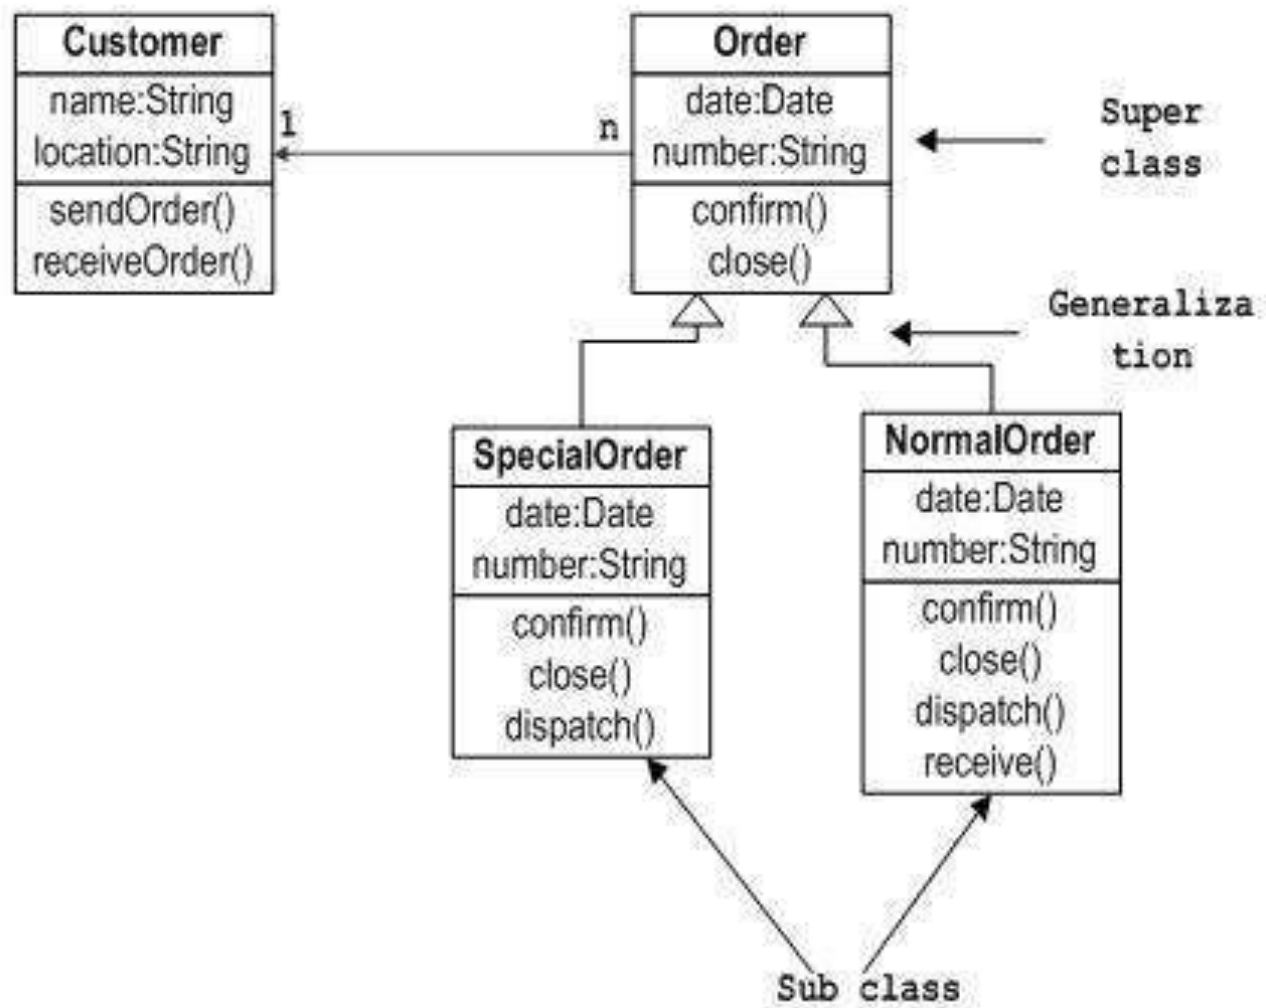 Customer
name:String
location:String
sendOrder()
receiveOrder()
1
n
Order
date:Date
number:String
confirm()
close()
Super
class
Generaliza
tion
SpecialOrder
date:Date
number:String
confirm()
close()
dispatch()
NormalOrder
date:Date
number:String
confirm()
close()
dispatch()
receive()
Sub class